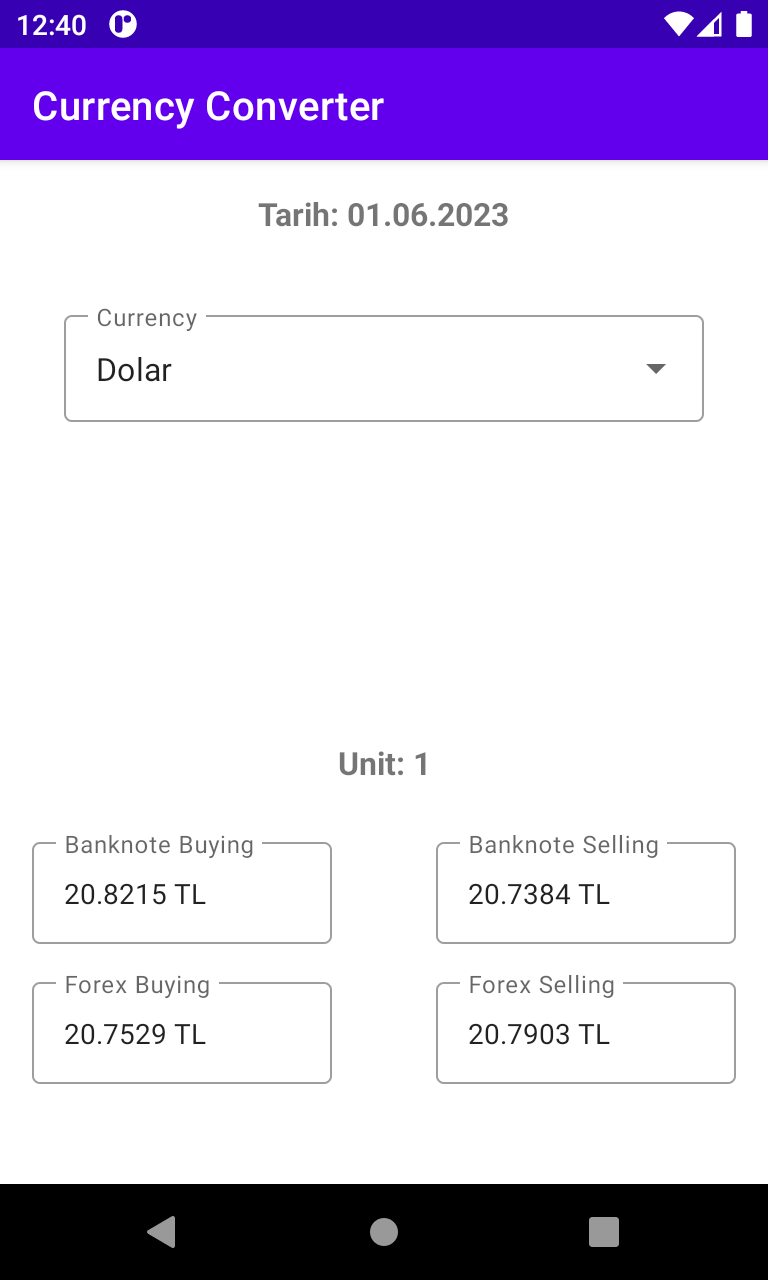 12:40
Currency Converter
Tarih: 01.06.2023
Currency
Dolar
Unit: 1
Banknote Buying
20.8215 TL
Banknote Selling
20.7384 TL
Forex Buying
20.7529 TL
Forex Selling
20.7903 TL